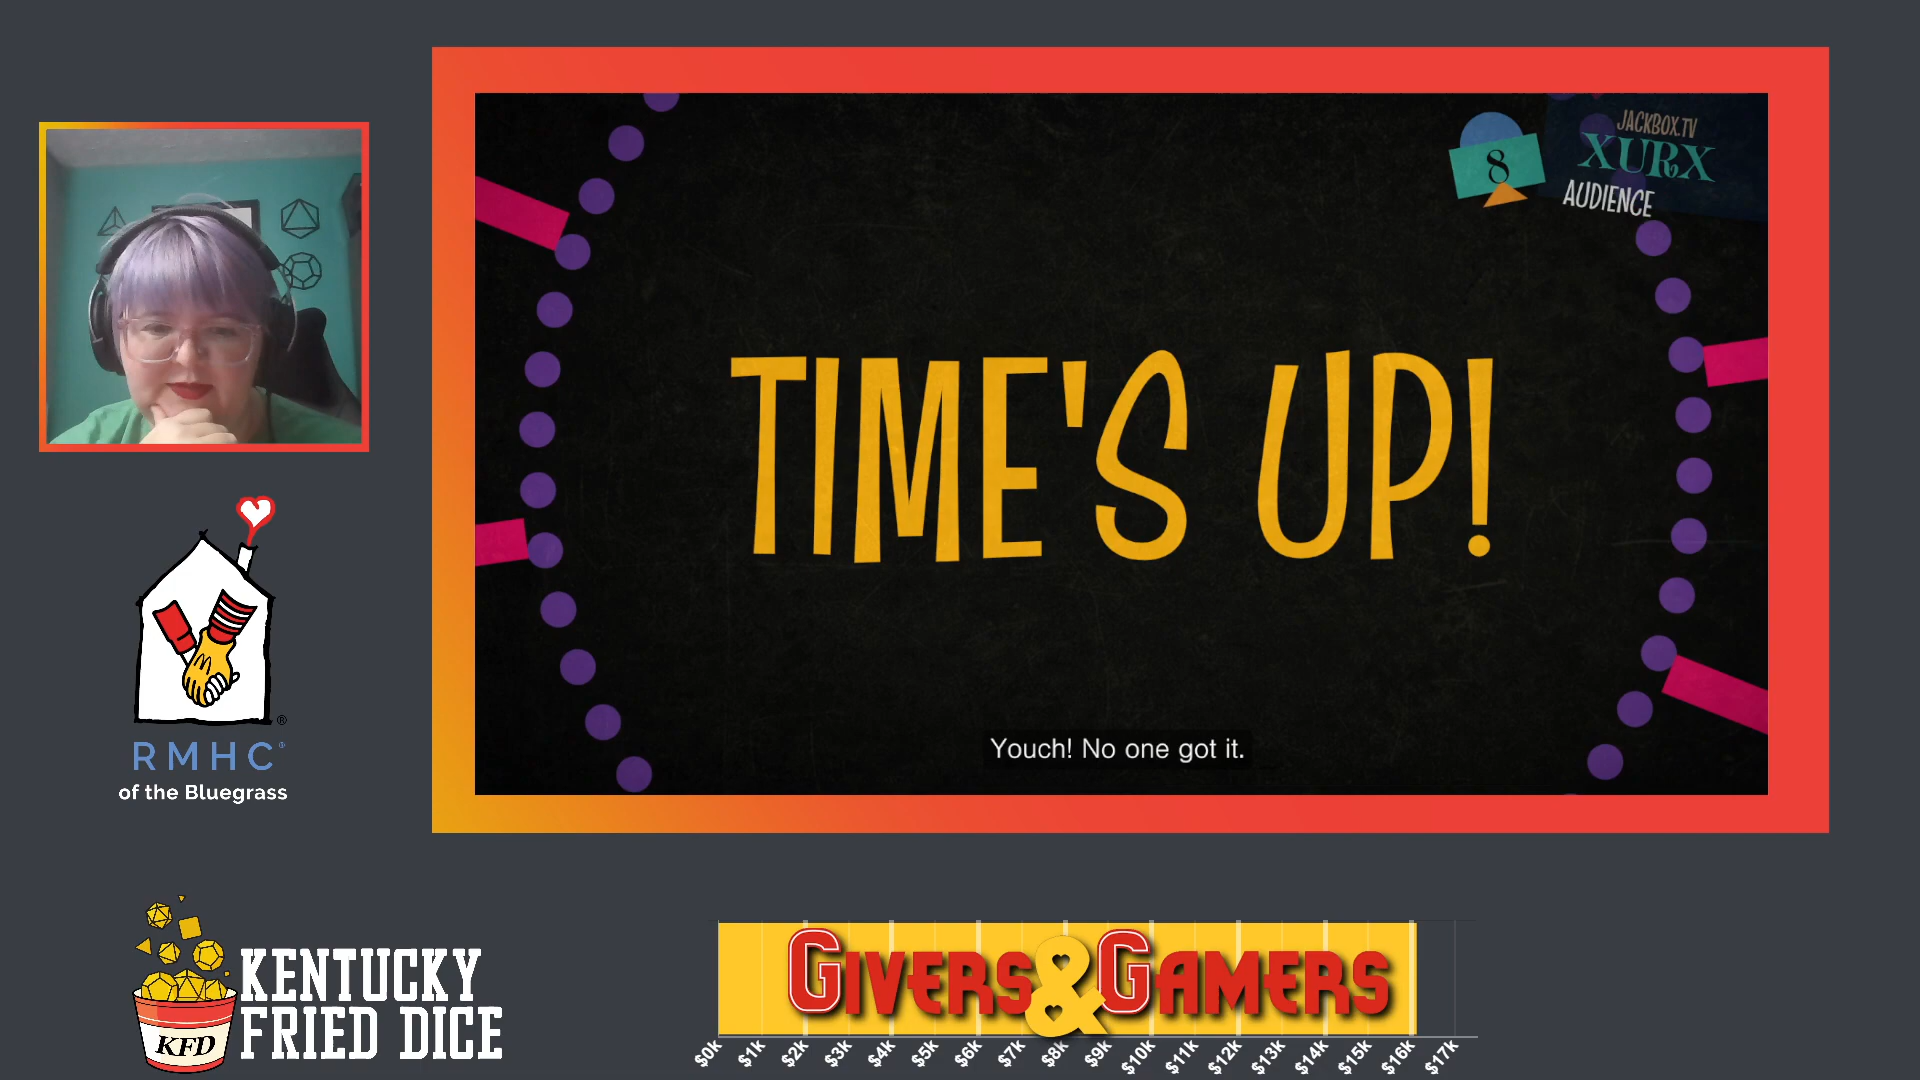 JACKBOX.TV
XURX
8
AUDIENCE
TIME'S UP!
Youch! No one got it.
RMHC®
of the Bluegrass
KENTUCKY
FRIED DICE
KFD
GIVERS & GAMERS
$0k $1k $2k $3k $4k $5k $6k $7k $8k $9k $10k $11k $12k $13k $14k $15k $16k $17k